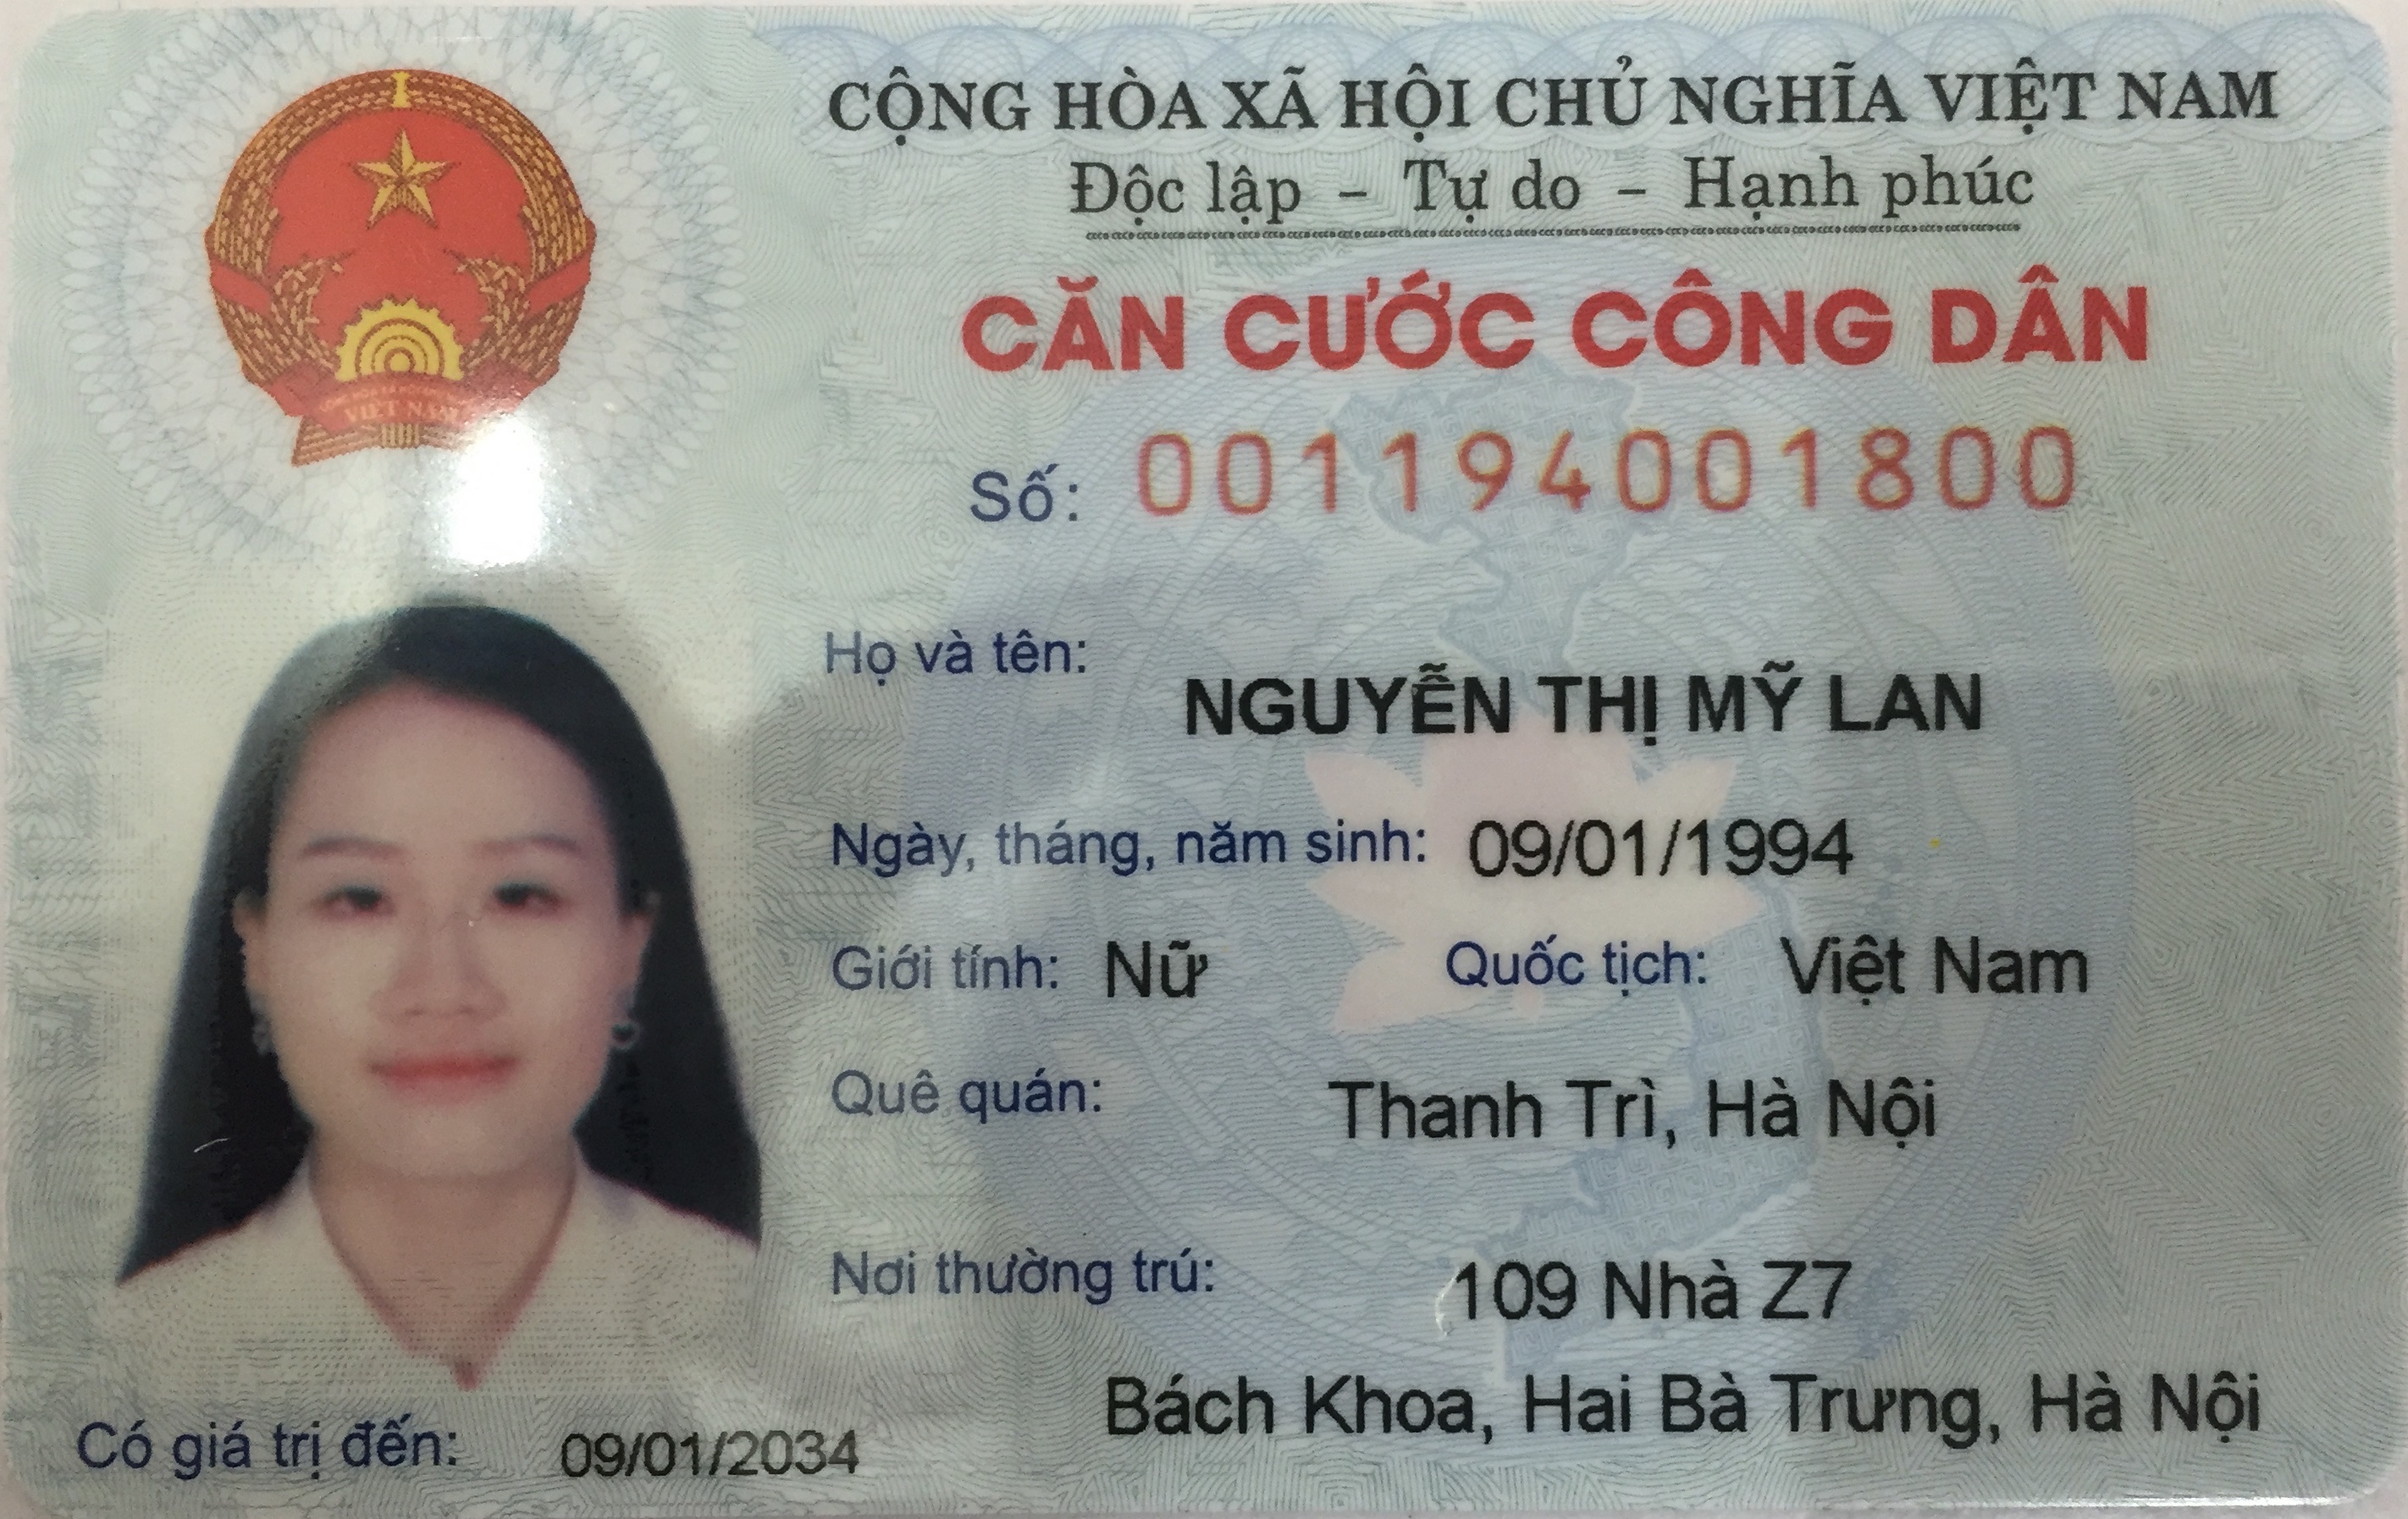 CỘNG HÒA XÃ HỘI CHỦ NGHĨA VIỆT NAM
Độc lập – Tự do – Hạnh phúc
CĂN CƯỚC CÔNG DÂN
Số: 001194001800
Họ và tên:
NGUYỄN THỊ MỸ LAN
Ngày, tháng, năm sinh: 09/01/1994
Giới tính: Nữ Quốc tịch: Việt Nam
Quê quán: Thanh Trì, Hà Nội
Nơi thường trú: 109 Nhà Z7
Bách Khoa, Hai Bà Trưng, Hà Nội
Có giá trị đến: 09/01/2034
VIỆT NAM